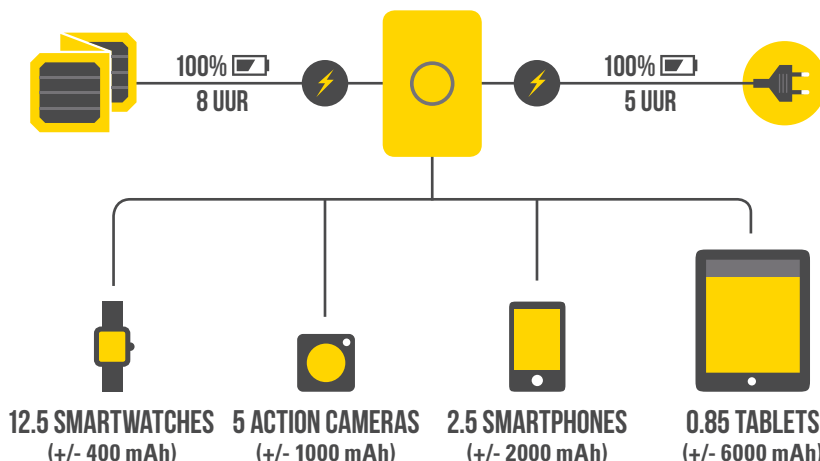 100%
8 UUR
100%
5 UUR
12.5 SMARTWATCHES
(+/- 400 mAh)
5 ACTION CAMERAS
(+/- 1000 mAh)
2.5 SMARTPHONES
(+/- 2000 mAh)
0.85 TABLETS
(+/- 6000 mAh)